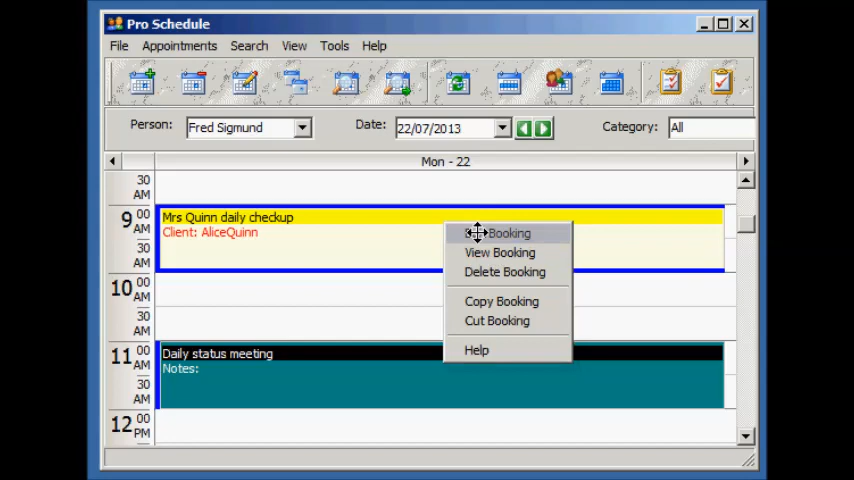 Pro Schedule
File Appointments Search View Tools Help
Person: Fred Sigmund Date: 22/07/2013 Category: All
Mon - 22
30
AM
9 00
AM
Mrs Quinn daily checkup
Client: AliceQuinn
30
AM
10 00
AM
30
AM
11 00
AM
Daily status meeting
Notes:
30
AM
12 00
PM
Booking
View Booking
Delete Booking
Copy Booking
Cut Booking
Help